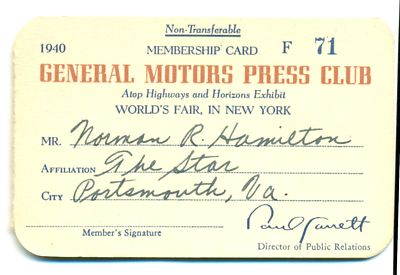 Non-Transferable
1940 MEMBERSHIP CARD F 71
GENERAL MOTORS PRESS CLUB
Atop Highways and Horizons Exhibit
WORLD'S FAIR, IN NEW YORK
MR. Norman R. Hamilton
AFFILIATION The Star
CITY Portsmouth, Va.
Paul Garrett
Member's Signature Director of Public Relations